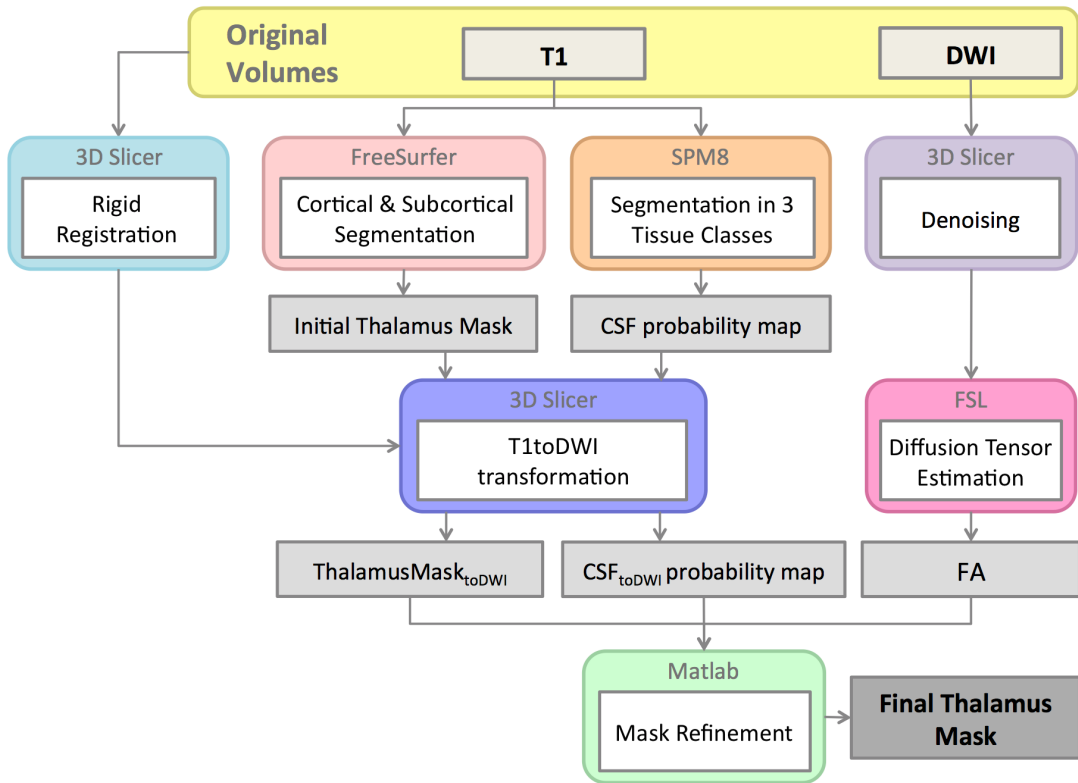 Original
Volumes
T1
DWI
3D Slicer
Rigid
Registration
FreeSurfer
Cortical & Subcortical
Segmentation
SPM8
Segmentation in 3
Tissue Classes
3D Slicer
Denoising
Initial Thalamus Mask
CSF probability map
3D Slicer
T1toDWI
transformation
FSL
Diffusion Tensor
Estimation
ThalamusMasktoDWI
CSFtoDWI probability map
FA
Matlab
Mask Refinement
Final Thalamus
Mask